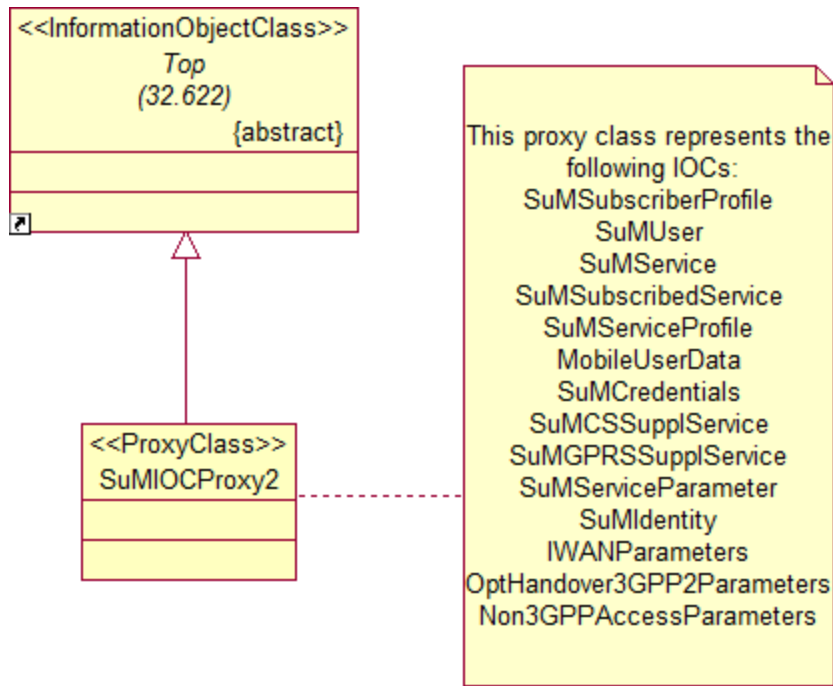 <<InformationObjectClass>>
Top
(32.622)
{abstract}
This proxy class represents the
following IOCs:
SuMSubscriberProfile
SuMUser
SuMService
SuMSubscribedService
SuMServiceProfile
MobileUserData
SuMCredentials
SuMCSSupplService
SuMGPRSSupplService
SuMServiceParameter
SuMIdentity
IWANParameters
OptHandover3GPP2Parameters
Non3GPPAccessParameters
<<ProxyClass>>
SuMIOCProxy2